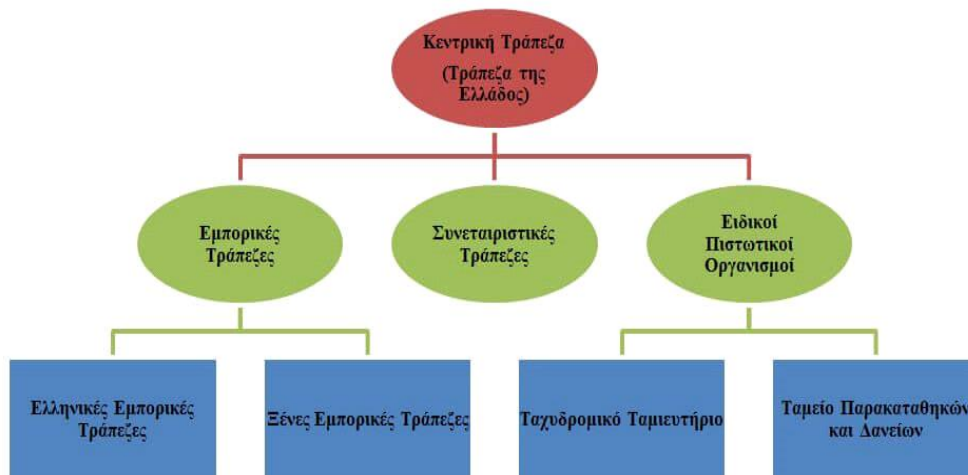 Κεντρική Τράπεζα
(Τράπεζα της
Ελλάδος)
Εμπορικές
Τράπεζες
Συνεταιριστικές
Τράπεζες
Ειδικοί
Πιστωτικοί
Οργανισμοί
Ελληνικές Εμπορικές
Τράπεζες
Ξένες Εμπορικές Τράπεζες
Ταχυδρομικό Ταμιευτήριο
Ταμείο Παρακαταθηκών
και Δανείων